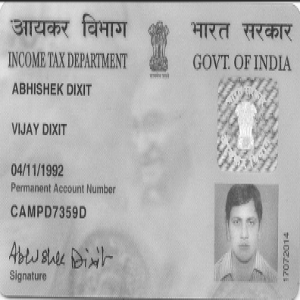 आयकर विभाग
भारत सरकार
INCOME TAX DEPARTMENT
GOVT. OF INDIA
ABHISHEK DIXIT
VIJAY DIXIT
04/11/1992
Permanent Account Number
CAMPD7359D
Abhishek Dixit
Signature
17072014